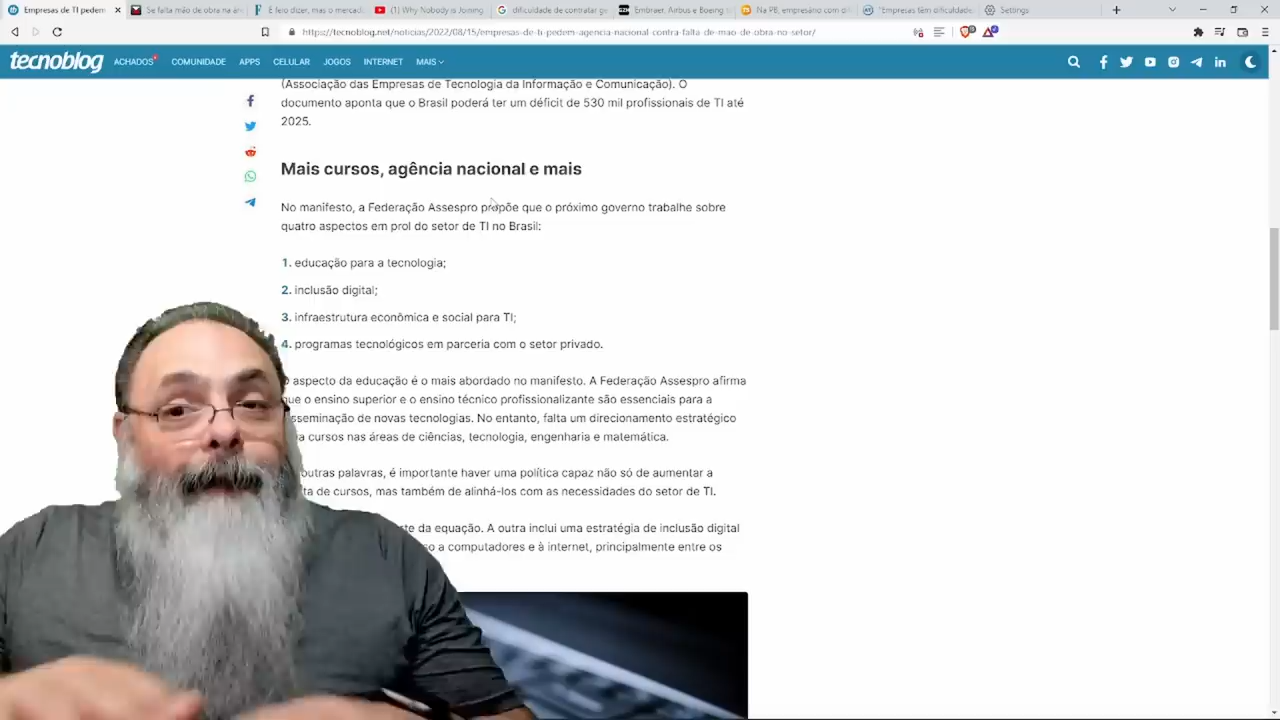 Empresas de TI pedem
Se falta mão de obra na ár
É feio dizer, mas o mercad
(1) Why Nobody is Joining
dificuldade de contratar ge
Embraer, Airbus e Boeing
Na PB, empresário com di
"Empresas têm dificuldade
Settings
https://tecnoblog.net/noticias/2022/08/15/empresas-de-ti-pedem-agencia-nacional-contra-falta-de-mao-de-obra-no-setor/
tecnoblog ACHADOS COMUNIDADE APPS CELULAR JOGOS INTERNET MAIS
(Associação das Empresas de Tecnologia da Informação e Comunicação). O
documento aponta que o Brasil poderá ter um déficit de 530 mil profissionais de TI até
2025.
Mais cursos, agência nacional e mais
No manifesto, a Federação Assespro propõe que o próximo governo trabalhe sobre
quatro aspectos em prol do setor de TI no Brasil:
1. educação para a tecnologia;
2. inclusão digital;
3. infraestrutura econômica e social para TI;
4. programas tecnológicos em parceria com o setor privado.
aspecto da educação é o mais abordado no manifesto. A Federação Assespro afirma
que o ensino superior e o ensino técnico profissionalizante são essenciais para a
sseminação de novas tecnologias. No entanto, falta um direcionamento estratégico
cursos nas áreas de ciências, tecnologia, engenharia e matemática.
outras palavras, é importante haver uma política capaz não só de aumentar a
ta de cursos, mas também de alinhá-los com as necessidades do setor de TI.
te da equação. A outra inclui uma estratégia de inclusão digital
o a computadores e à internet, principalmente entre os